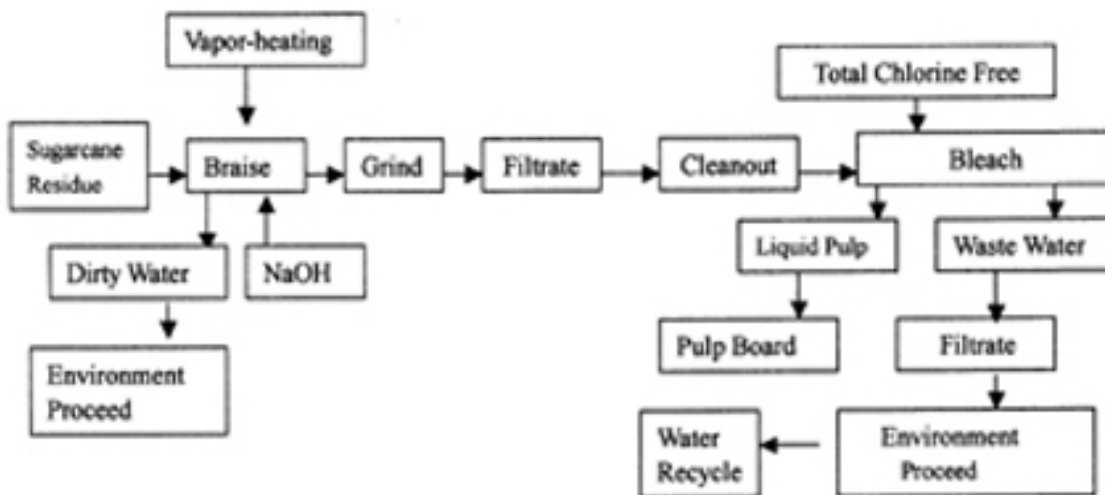 Vapor-heating
Total Chlorine Free
Sugarcane
Residue
Braise
Grind
Filtrate
Cleanout
Bleach
Dirty Water
NaOH
Liquid Pulp
Waste Water
Environment
Proceed
Pulp Board
Filtrate
Water
Recycle
Environment
Proceed